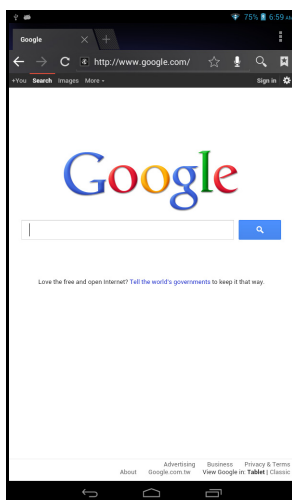 75% 6:59 AM
Google
http://www.google.com/
+You Search Images More
Sign in
Google
Love the free and open Internet? Tell the world's governments to keep it that way.
Advertising Business Privacy & Terms
About Google.com.tw View Google in: Tablet | Classic